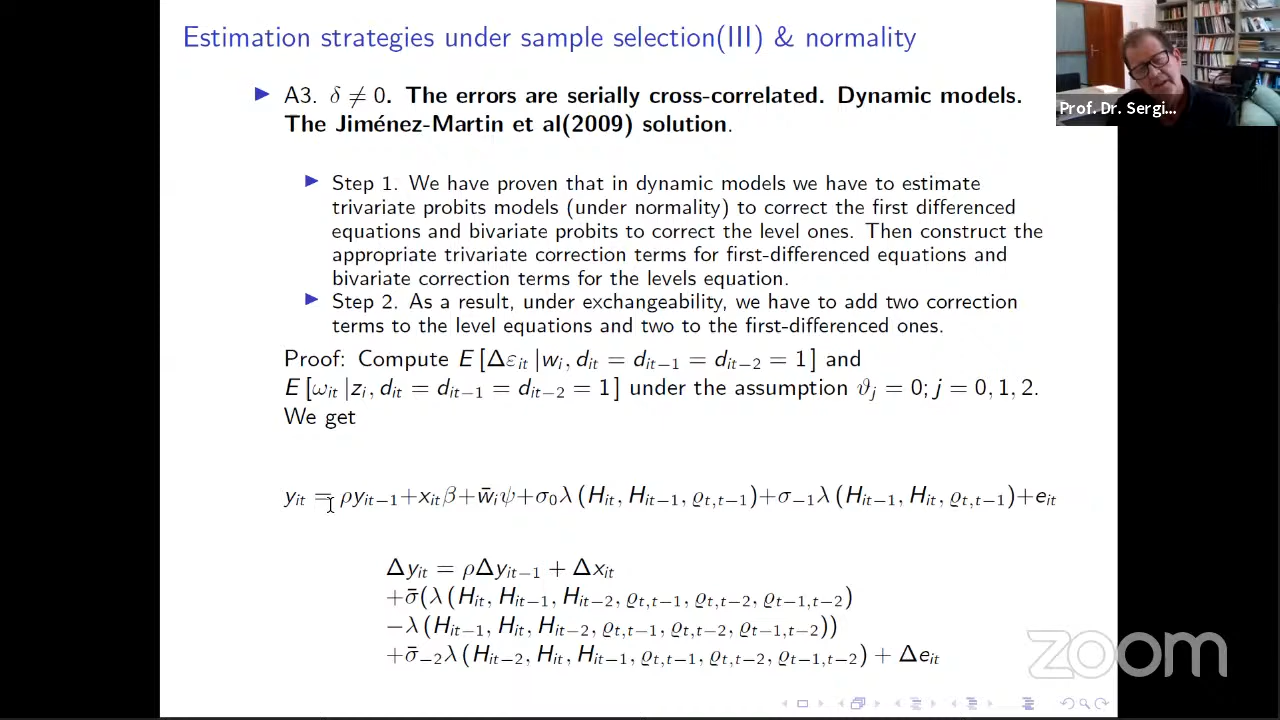 Estimation strategies under sample selection(III) & normality
A3. δ ≠ 0. The errors are serially cross-correlated. Dynamic models.
The Jiménez-Martin et al(2009) solution.
Step 1. We have proven that in dynamic models we have to estimate
trivariate probits models (under normality) to correct the first differenced
equations and bivariate probits to correct the level ones. Then construct the
appropriate trivariate correction terms for first-differenced equations and
bivariate correction terms for the levels equation.
Step 2. As a result, under exchangeability, we have to add two correction
terms to the level equations and two to the first-differenced ones.
Proof: Compute E [Δε_it |w_i, d_it = d_it−1 = d_it−2 = 1] and
E [ω_it |z_i, d_it = d_it−1 = d_it−2 = 1] under the assumption ϑ_j = 0; j = 0, 1, 2.
We get
y_it = ρy_it−1+x_itβ+w̄_iψ+σ_0λ (H_it, H_it−1, ϱ_t,t−1)+σ_−1λ (H_it−1, H_it, ϱ_t,t−1)+e_it
Δy_it = ρΔy_it−1 + Δx_it
+σ̄(λ (H_it, H_it−1, H_it−2, ϱ_t,t−1, ϱ_t,t−2, ϱ_t−1,t−2)
−λ (H_it−1, H_it, H_it−2, ϱ_t,t−1, ϱ_t,t−2, ϱ_t−1,t−2))
+σ̄_−2λ (H_it−2, H_it, H_it−1, ϱ_t,t−1, ϱ_t,t−2, ϱ_t−1,t−2) + Δe_it
Prof. Dr. Sergi...
zoom